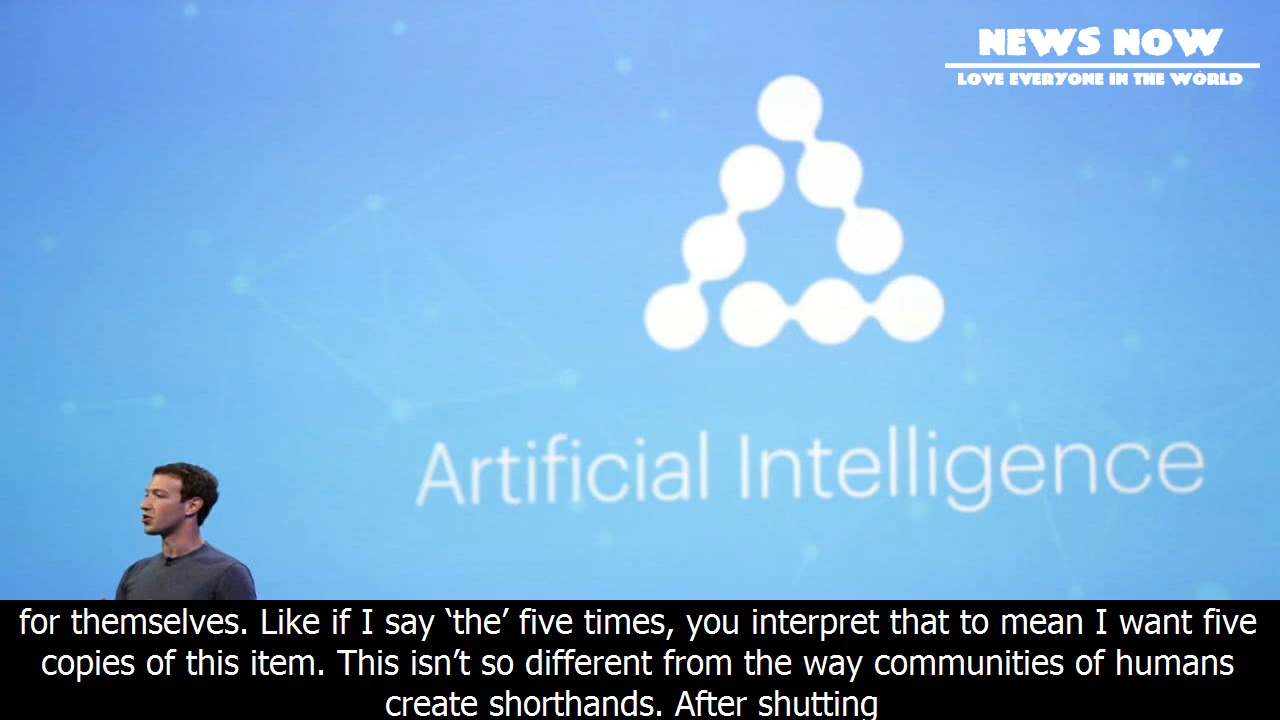 NEWS NOW
LOVE EVERYONE IN THE WORLD
Artificial Intelligence
for themselves. Like if I say ‘the’ five times, you interpret that to mean I want five
copies of this item. This isn’t so different from the way communities of humans
create shorthands. After shutting